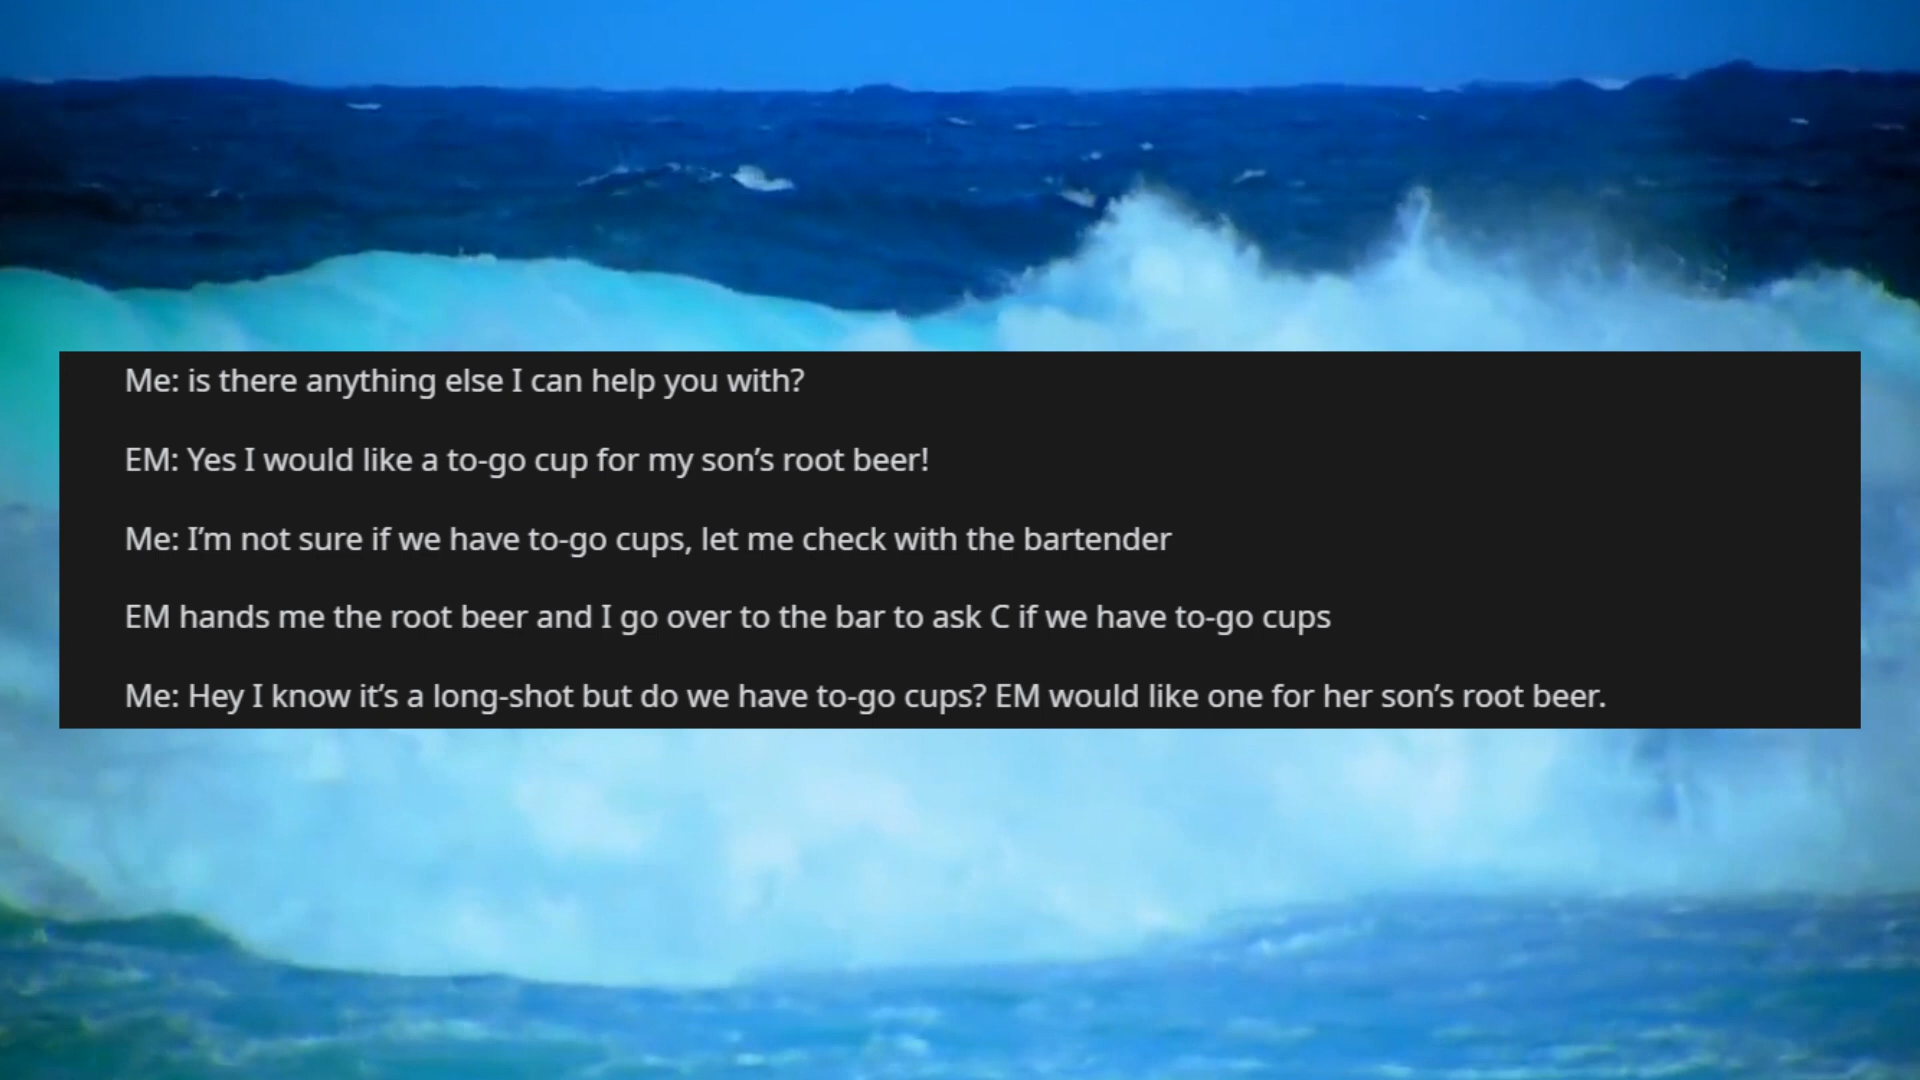 Me: is there anything else I can help you with?
EM: Yes I would like a to-go cup for my son’s root beer!
Me: I’m not sure if we have to-go cups, let me check with the bartender
EM hands me the root beer and I go over to the bar to ask C if we have to-go cups
Me: Hey I know it’s a long-shot but do we have to-go cups? EM would like one for her son’s root beer.